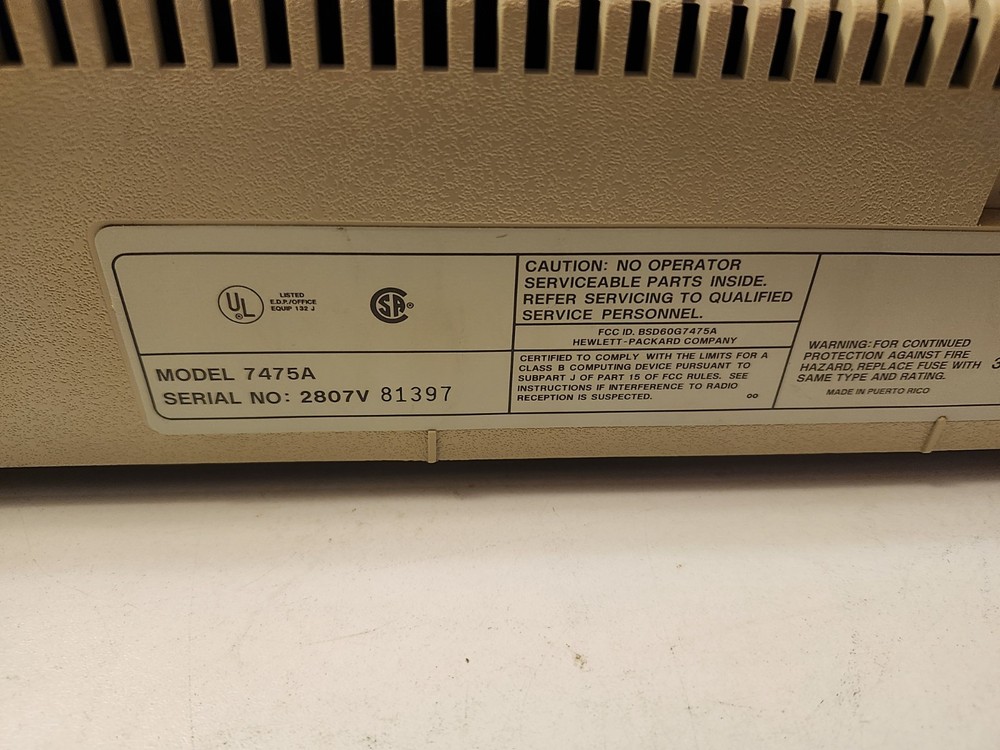 UL
LISTED
E.D.P./OFFICE
EQUIP 132 J
SA®
MODEL 7475A
SERIAL NO: 2807V 81397
CAUTION: NO OPERATOR
SERVICEABLE PARTS INSIDE.
REFER SERVICING TO QUALIFIED
SERVICE PERSONNEL.
FCC ID. BSD60G7475A
HEWLETT-PACKARD COMPANY
CERTIFIED TO COMPLY WITH THE LIMITS FOR A
CLASS B COMPUTING DEVICE PURSUANT TO
SUBPART J OF PART 15 OF FCC RULES. SEE
INSTRUCTIONS IF INTERFERENCE TO RADIO
RECEPTION IS SUSPECTED. 00
WARNING: FOR CONTINUED
PROTECTION AGAINST FIRE
HAZARD, REPLACE FUSE WITH
SAME TYPE AND RATING.
MADE IN PUERTO RICO